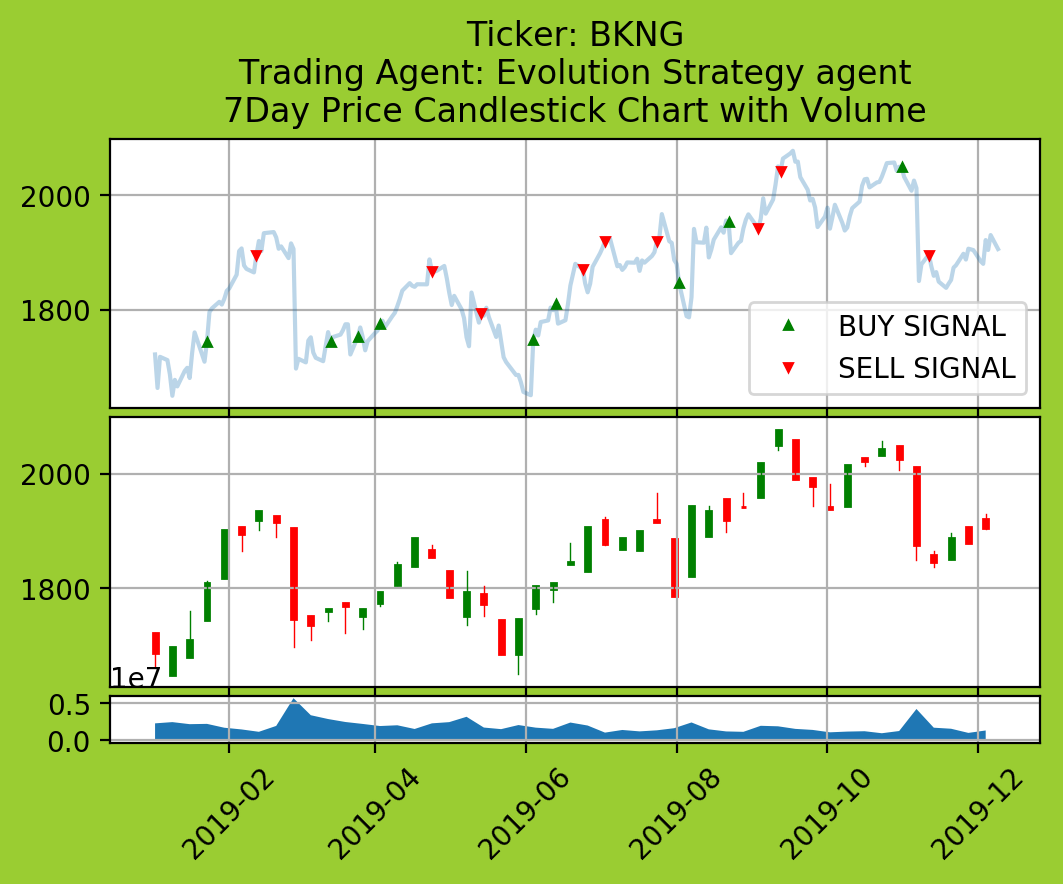 Ticker: BKNG
Trading Agent: Evolution Strategy agent
7Day Price Candlestick Chart with Volume
2000
1800
BUY SIGNAL
SELL SIGNAL
2000
1800
1e7
0.5
0.0
2019-02
2019-04
2019-06
2019-08
2019-10
2019-12